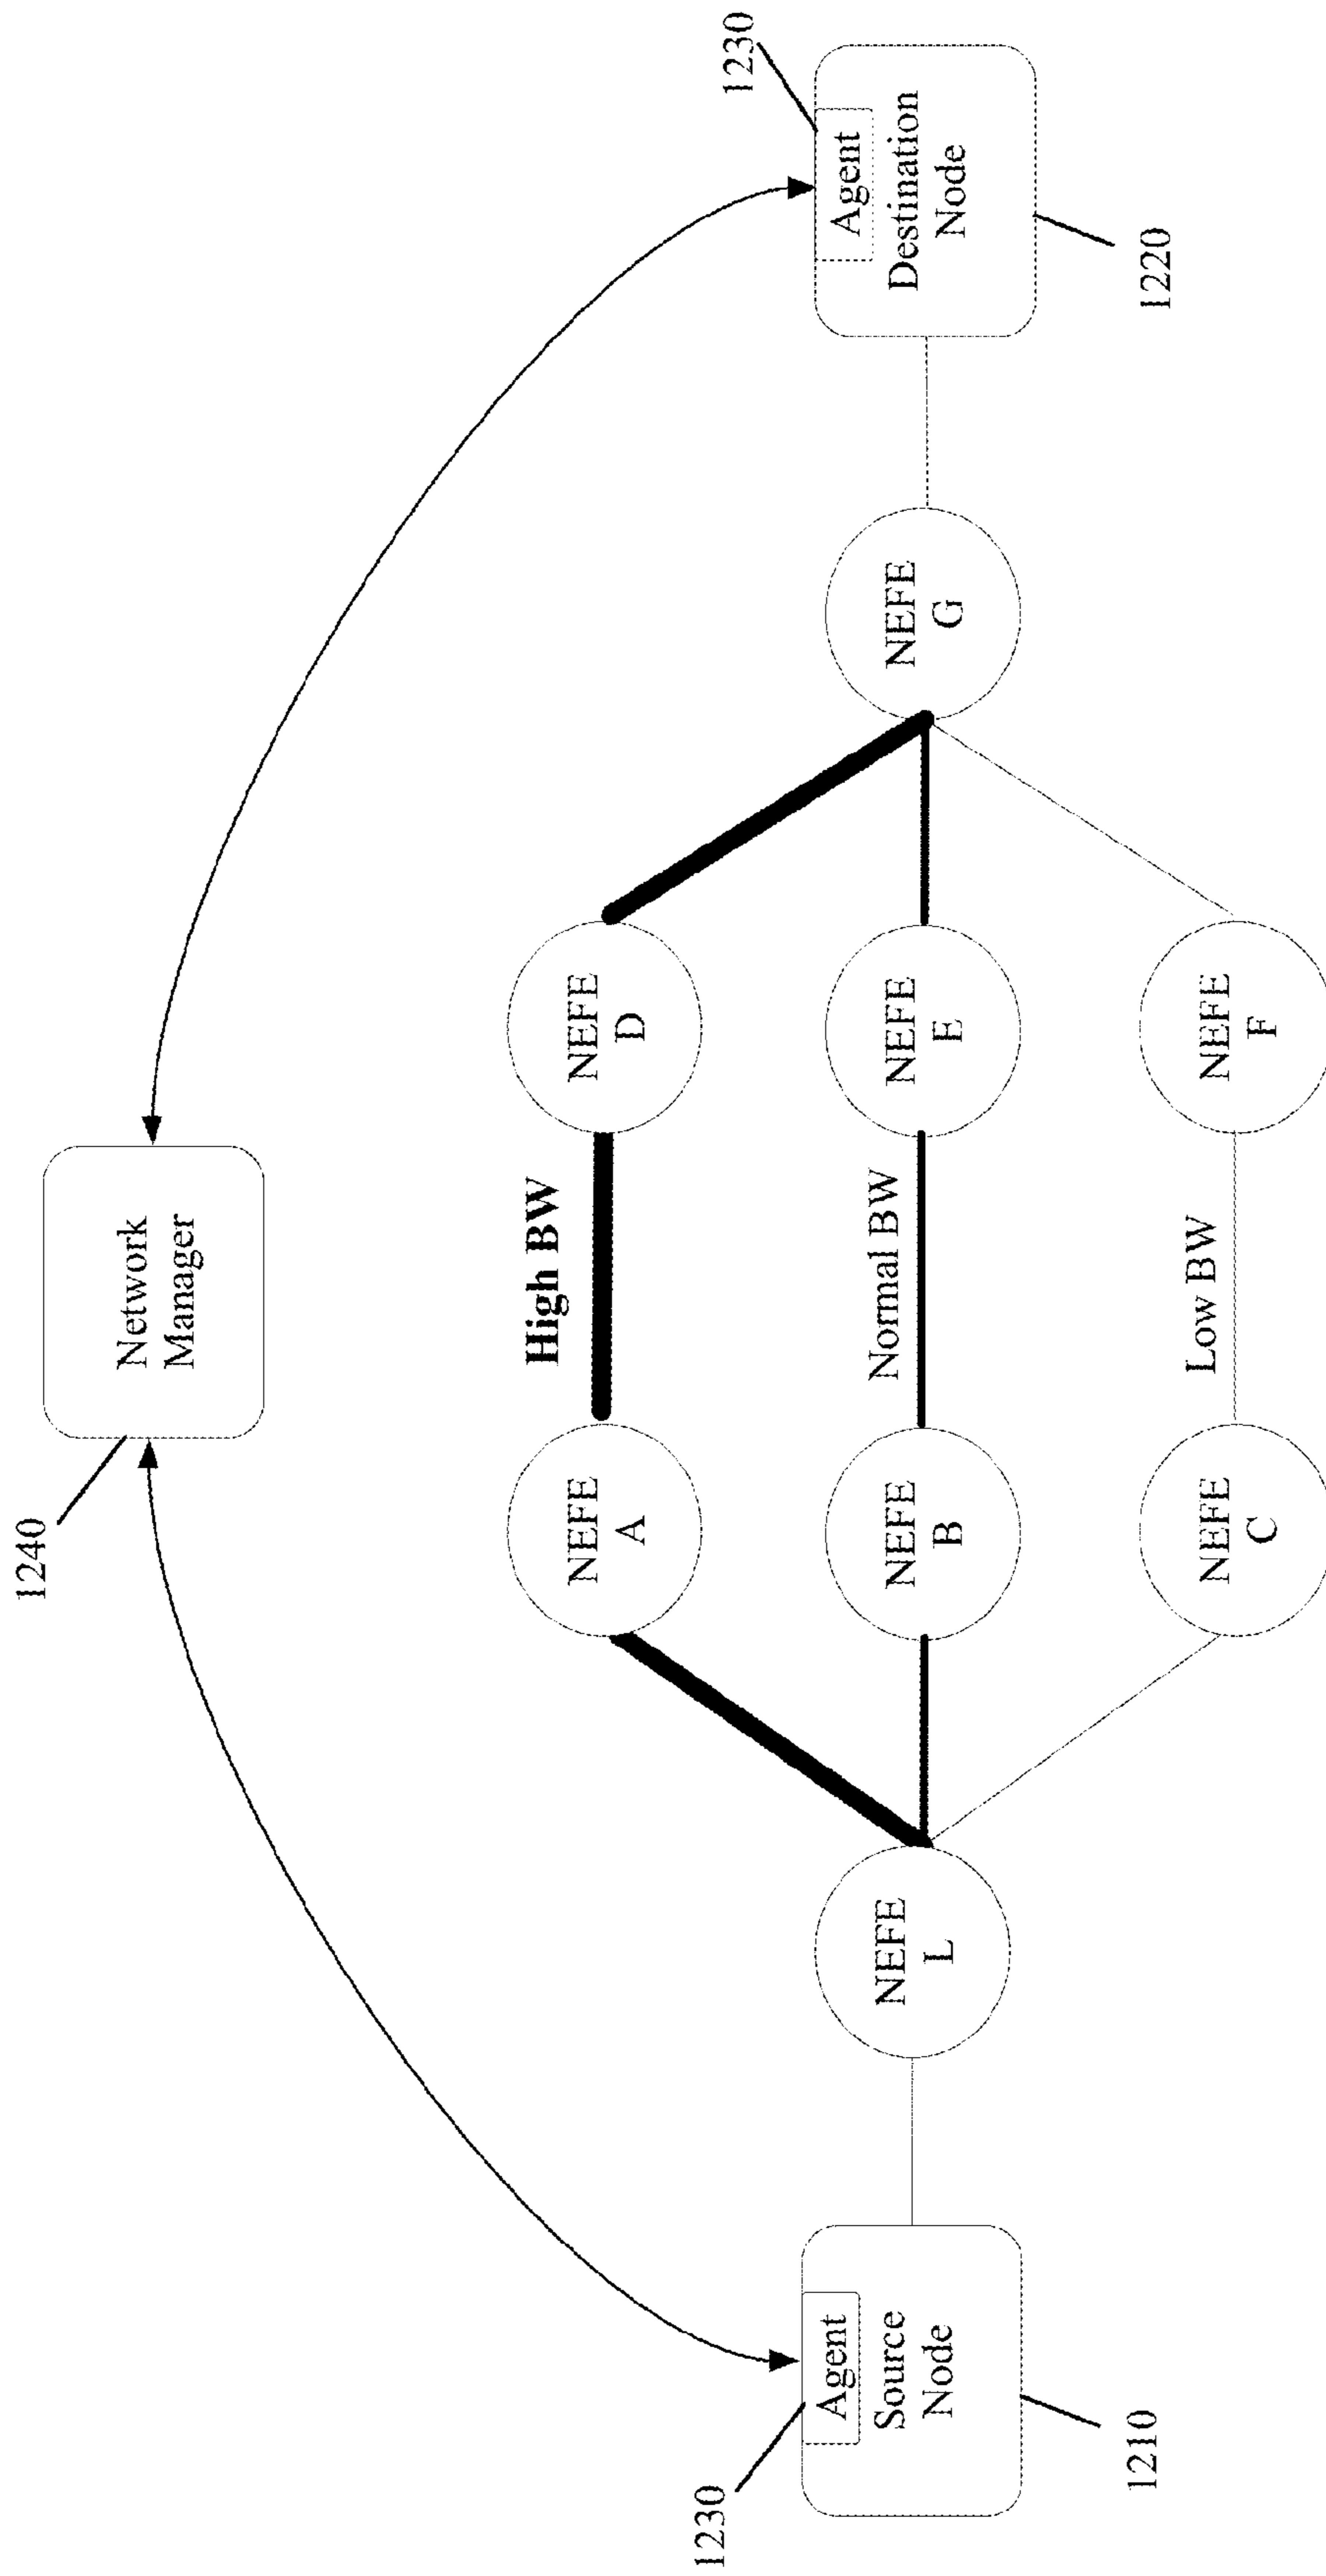 1240
Network
Manager
1230
Agent
Source
Node
1210
NEFE
L
NEFE
A
High BW
NEFE
D
NEFE
B
Normal BW
NEFE
E
NEFE
C
Low BW
NEFE
F
NEFE
G
1230
Agent
Destination
Node
1220